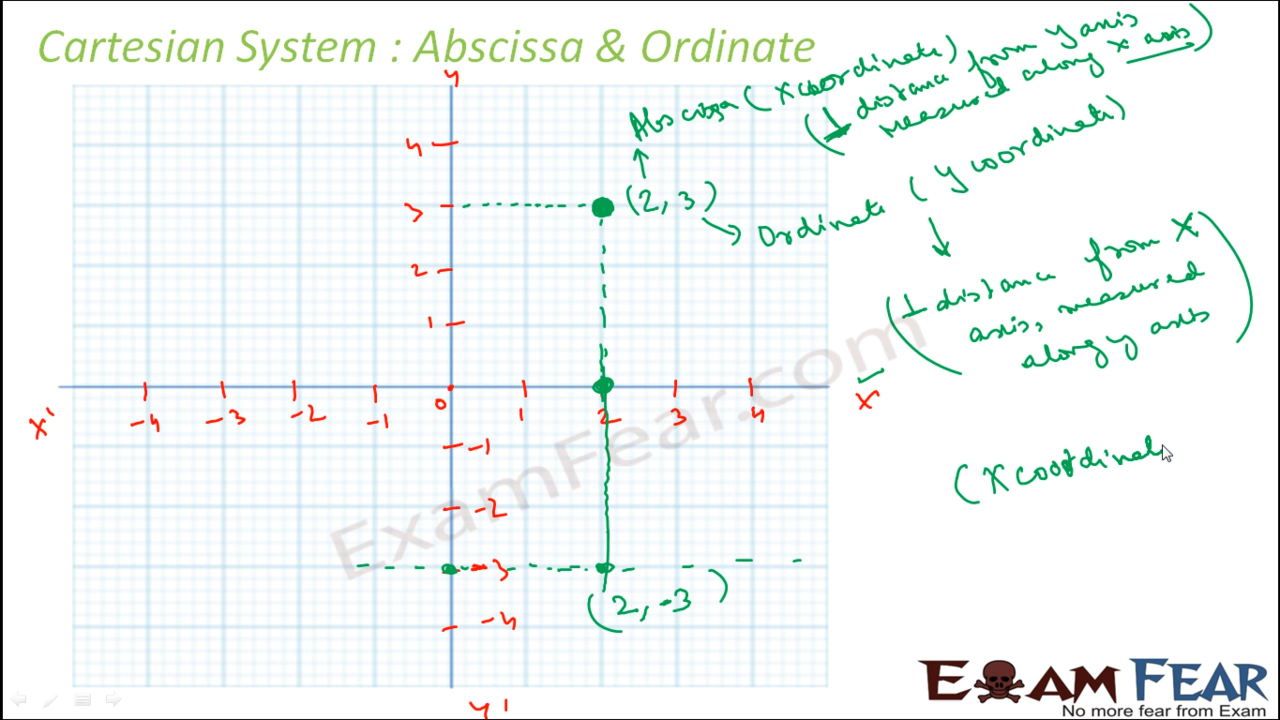 Cartesian System : Abscissa & Ordinate
Abscissa (X coordinate)
(⊥ distance from Y axis
measured along X axis)
(2, 3)
Ordinate (Y coordinate)
(⊥ distance from X
axis, measured
along y axis)
(X coordinate
Y
4
3
2
1
X'
-4
-3
-2
-1
0
1
2
3
4
X
-1
-2
-3
-4
(2, -3)
Y'
ExamFear.com
EXAM FEAR
No more fear from Exam